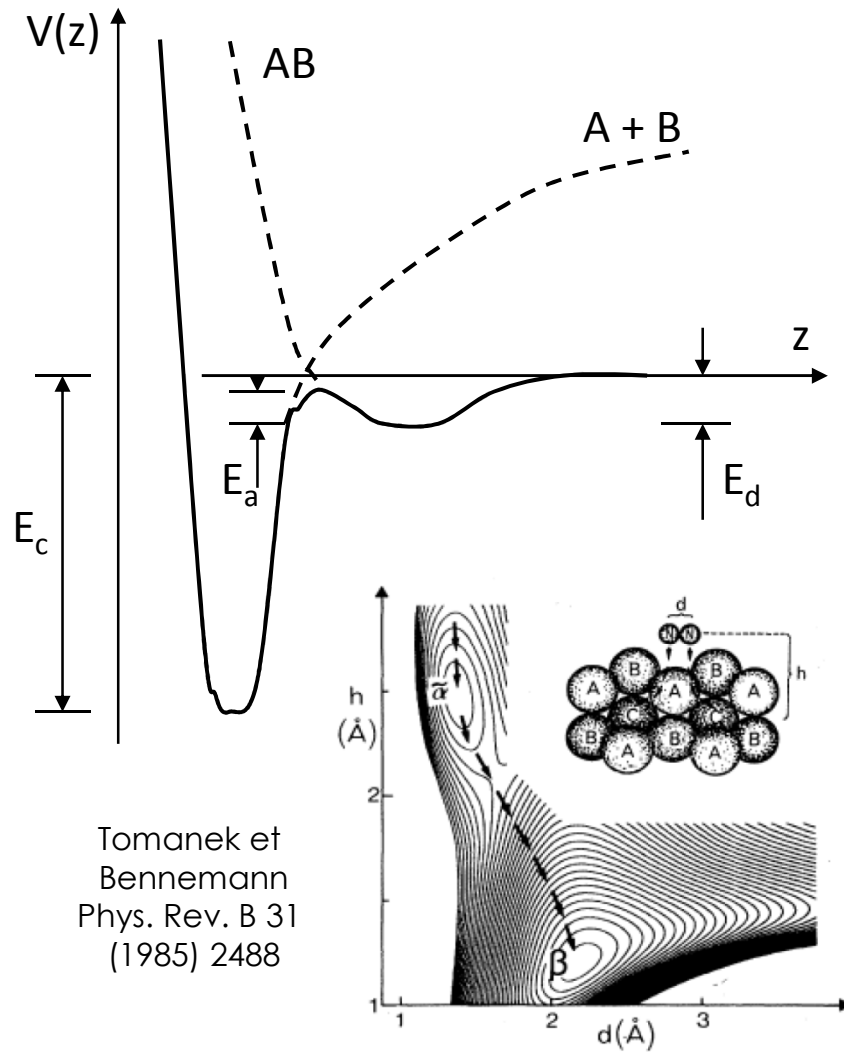 V(z)
AB
A + B
z
E_a
E_d
E_c
d
N N
h
B B
A A A
C C
B B B
A A
h
(Å)
α̃
2
β
1
1 2 3
d(Å)
Tomanek et
Bennemann
Phys. Rev. B 31
(1985) 2488